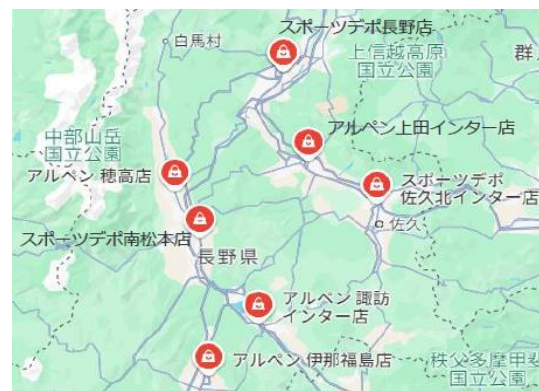 スポーツデポ長野店
白馬村
上信越高原
国立公園
群
中部山岳
国立公園
アルペン上田インター店
アルペン 穂高店
スポーツデポ
佐久北インター店
佐久
スポーツデポ南松本店
長野県
アルペン 諏訪
インター店
アルペン 伊那福島店
秩父多摩甲斐
国立公園